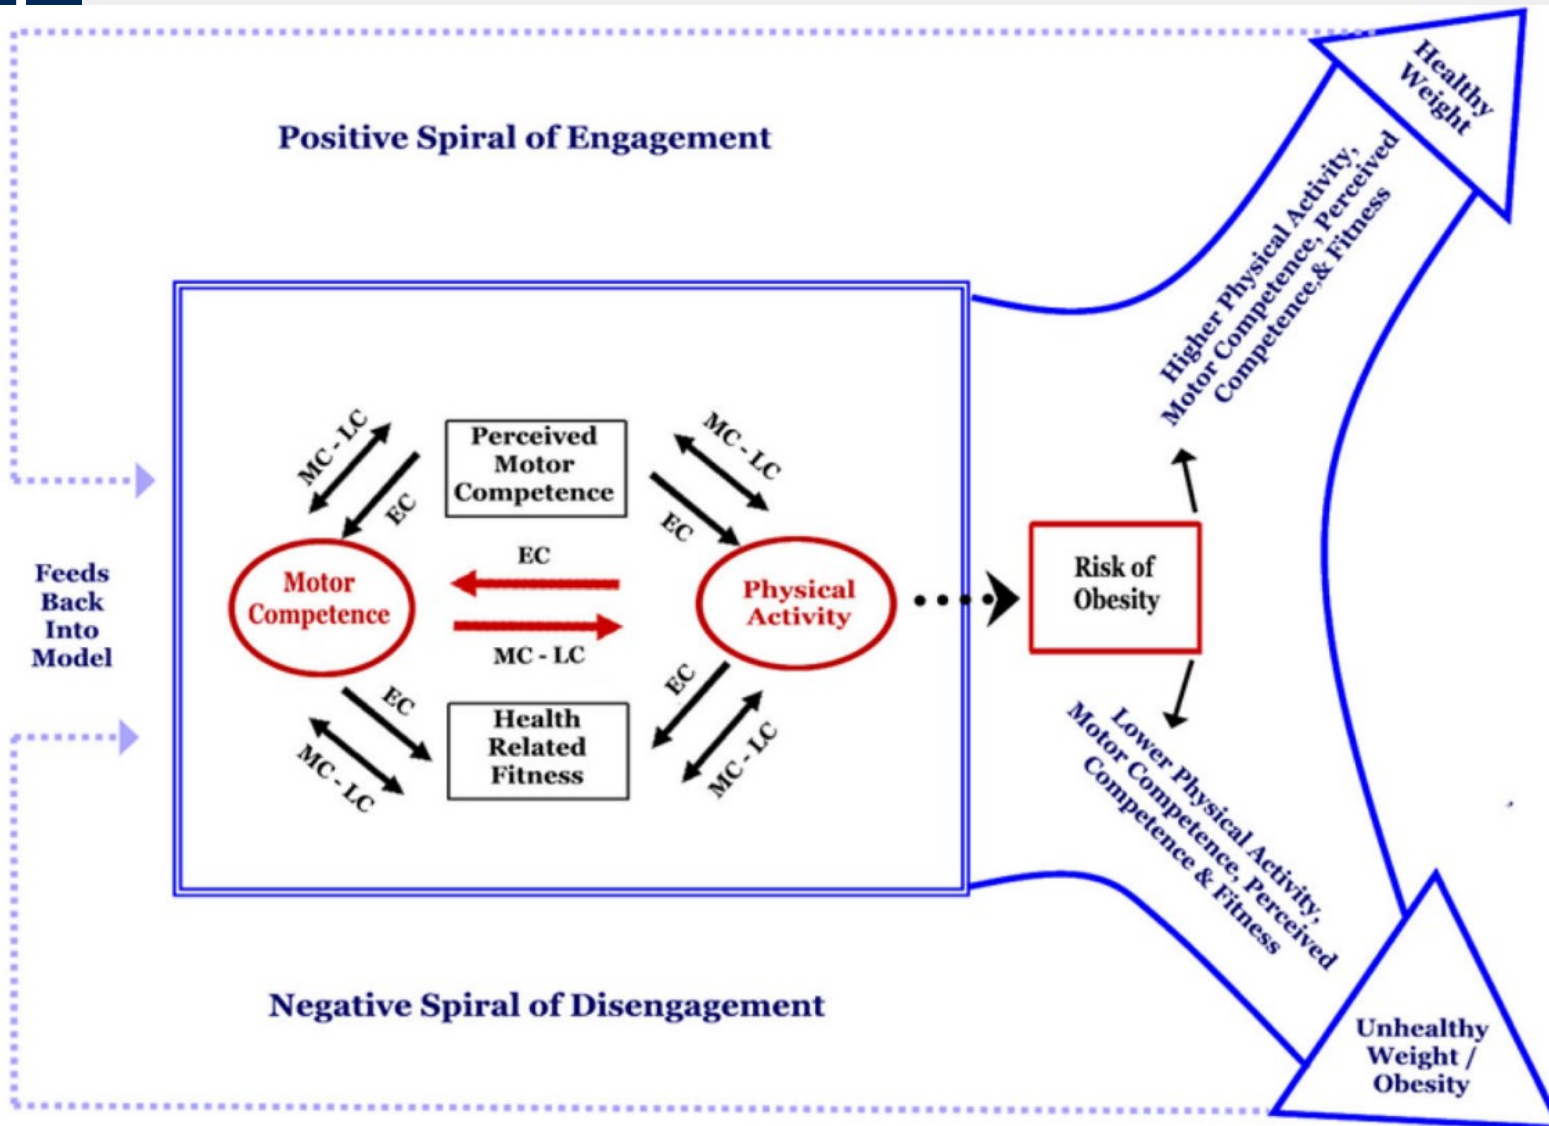 Positive Spiral of Engagement
Healthy
Weight
Higher Physical Activity,
Motor Competence, Perceived
Competence,& Fitness
MC - LC
EC
Perceived
Motor
Competence
MC - LC
EC
Feeds
Back
Into
Model
Motor
Competence
EC
MC - LC
Physical
Activity
Risk of
Obesity
EC
MC - LC
Health
Related
Fitness
EC
MC - LC
Lower Physical Activity,
Motor Competence, Perceived
Competence & Fitness
Negative Spiral of Disengagement
Unhealthy
Weight /
Obesity